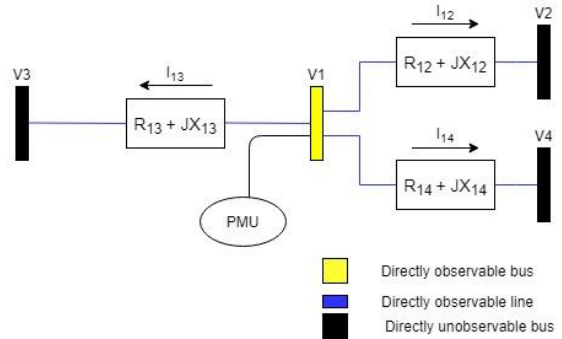 I12
V2
R12 + JX12
I13
V3
V1
R13 + JX13
I14
V4
R14 + JX14
PMU
Directly observable bus
Directly observable line
Directly unobservable bus